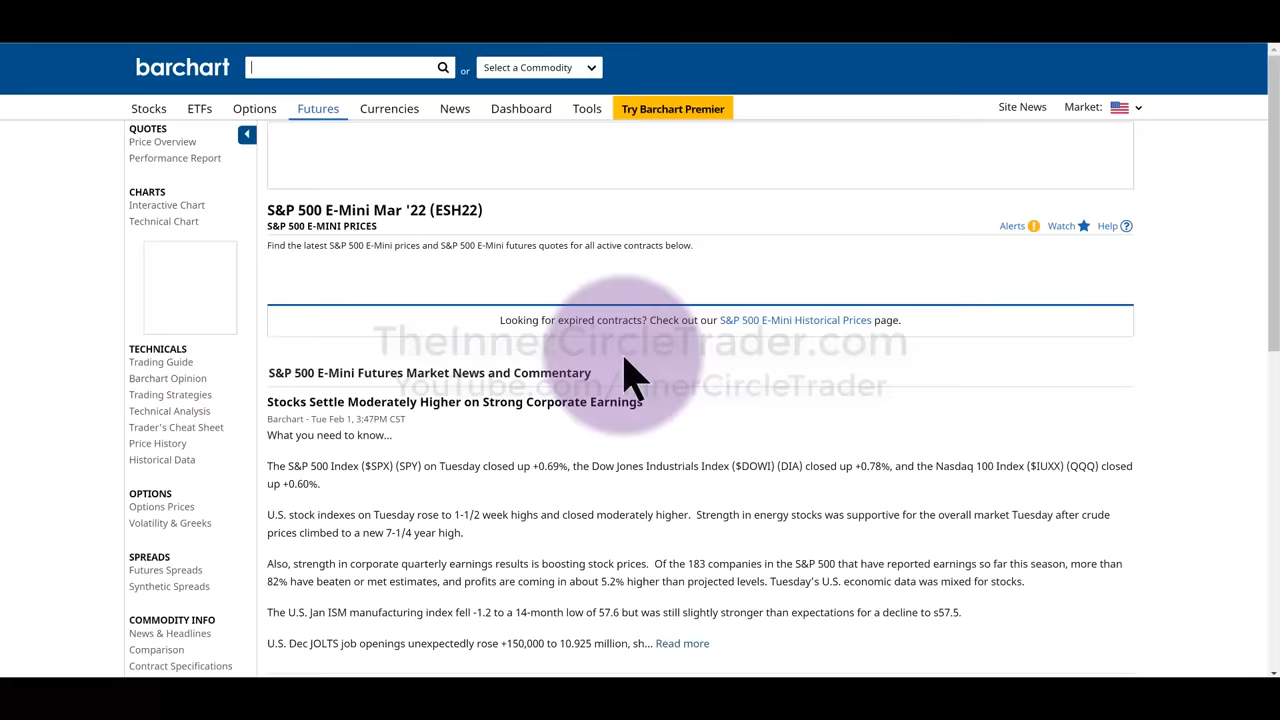 barchart
or
Select a Commodity
Stocks
ETFs
Options
Futures
Currencies
News
Dashboard
Tools
Try Barchart Premier
Site News
Market:
QUOTES
Price Overview
Performance Report
CHARTS
Interactive Chart
Technical Chart
TECHNICALS
Trading Guide
Barchart Opinion
Trading Strategies
Technical Analysis
Trader's Cheat Sheet
Price History
Historical Data
OPTIONS
Options Prices
Volatility & Greeks
SPREADS
Futures Spreads
Synthetic Spreads
COMMODITY INFO
News & Headlines
Comparison
Contract Specifications
S&P 500 E-Mini Mar '22 (ESH22)
S&P 500 E-MINI PRICES
Alerts
Watch
Help
Find the latest S&P 500 E-Mini prices and S&P 500 E-Mini futures quotes for all active contracts below.
Looking for expired contracts? Check out our S&P 500 E-Mini Historical Prices page.
TheInnerCircleTrader.com
S&P 500 E-Mini Futures Market News and Commentary
YouTube.com/InnerCircleTrader
Stocks Settle Moderately Higher on Strong Corporate Earnings
Barchart - Tue Feb 1, 3:47PM CST
What you need to know...
The S&P 500 Index ($SPX) (SPY) on Tuesday closed up +0.69%, the Dow Jones Industrials Index ($DOWI) (DIA) closed up +0.78%, and the Nasdaq 100 Index ($IUXX) (QQQ) closed
up +0.60%.
U.S. stock indexes on Tuesday rose to 1-1/2 week highs and closed moderately higher.  Strength in energy stocks was supportive for the overall market Tuesday after crude
prices climbed to a new 7-1/4 year high.
Also, strength in corporate quarterly earnings results is boosting stock prices.  Of the 183 companies in the S&P 500 that have reported earnings so far this season, more than
82% have beaten or met estimates, and profits are coming in about 5.2% higher than projected levels. Tuesday's U.S. economic data was mixed for stocks.
The U.S. Jan ISM manufacturing index fell -1.2 to a 14-month low of 57.6 but was still slightly stronger than expectations for a decline to s57.5.
U.S. Dec JOLTS job openings unexpectedly rose +150,000 to 10.925 million, sh... Read more